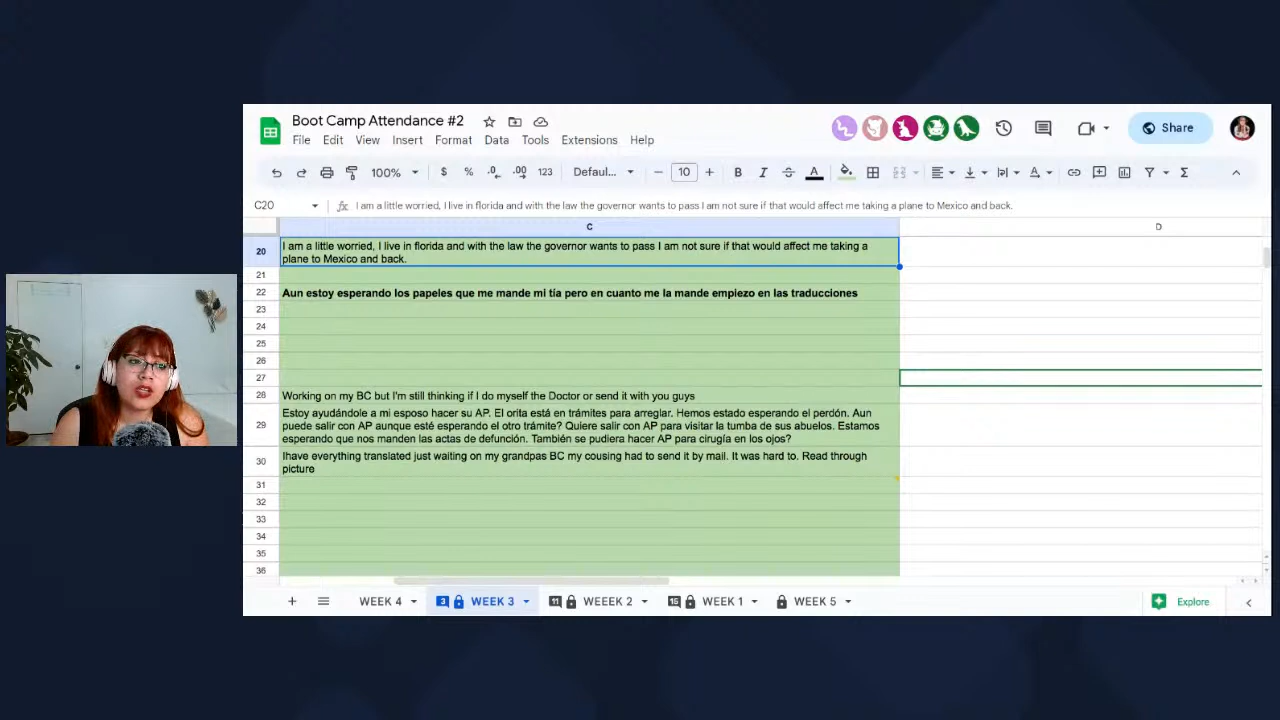 Boot Camp Attendance #2
File Edit View Insert Format Data Tools Extensions Help
Share
100% $ % .0 .00 123 Defaul... 10 B I A
C20 fx I am a little worried, I live in florida and with the law the governor wants to pass I am not sure if that would affect me taking a plane to Mexico and back.
C D
20 I am a little worried, I live in florida and with the law the governor wants to pass I am not sure if that would affect me taking a
plane to Mexico and back.
21
22 Aun estoy esperando los papeles que me mande mi tía pero en cuanto me la mande empiezo en las traducciones
23
24
25
26
27
28 Working on my BC but I'm still thinking if I do myself the Doctor or send it with you guys
29 Estoy ayudándole a mi esposo hacer su AP. El orita está en trámites para arreglar. Hemos estado esperando el perdón. Aun
puede salir con AP aunque esté esperando el otro trámite? Quiere salir con AP para visitar la tumba de sus abuelos. Estamos
esperando que nos manden las actas de defunción. También se pudiera hacer AP para cirugía en los ojos?
30 Ihave everything translated just waiting on my grandpas BC my cousing had to send it by mail. It was hard to. Read through
picture
31
32
33
34
35
36
WEEK 4 3 WEEK 3 11 WEEEK 2 15 WEEK 1 WEEK 5 Explore